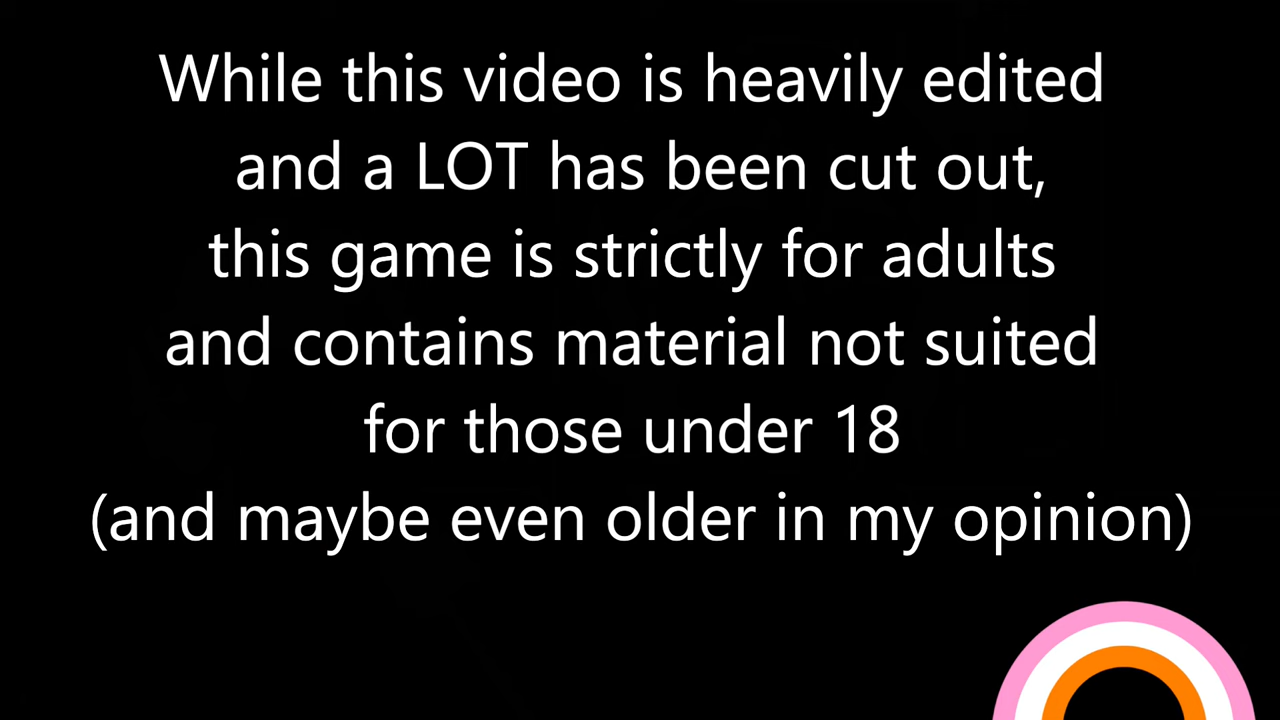 While this video is heavily edited
and a LOT has been cut out,
this game is strictly for adults
and contains material not suited
for those under 18
(and maybe even older in my opinion)